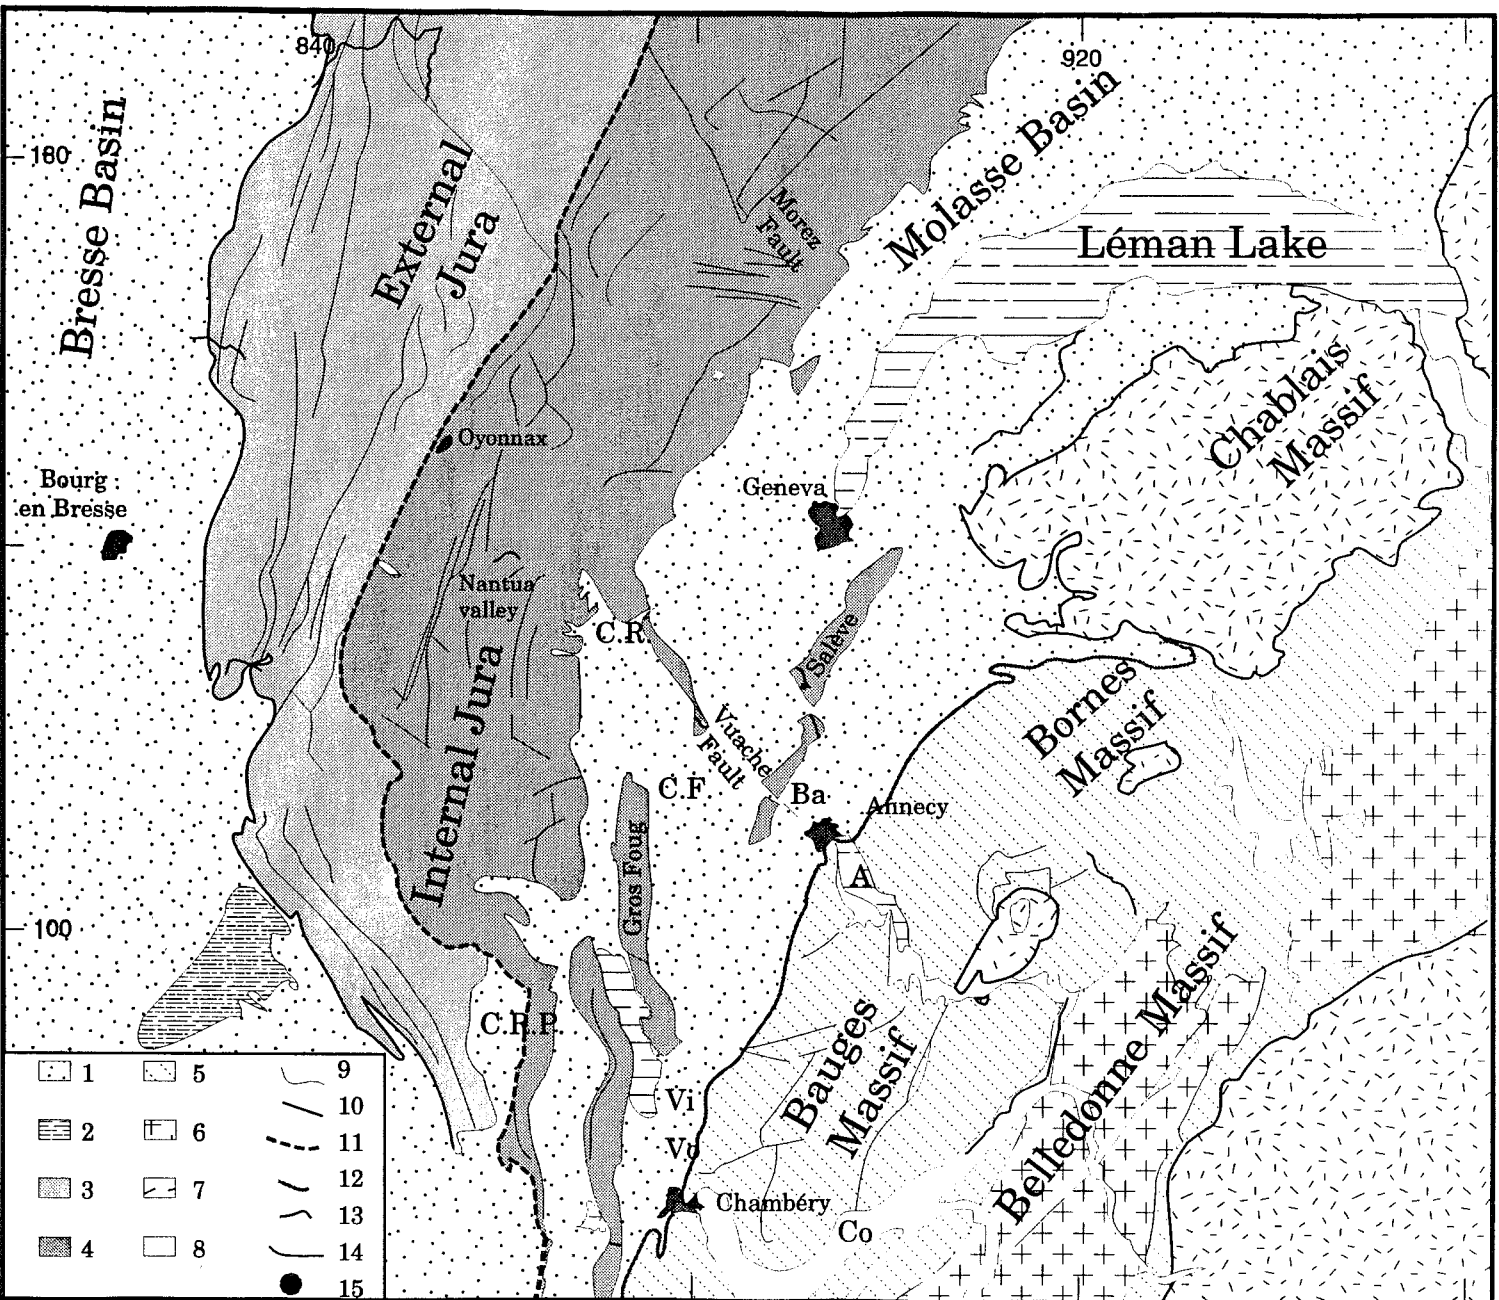 840
920
180
Bresse Basin
External
Jura
Morez
Fault
Molasse Basin
Léman Lake
Chablais
Massif
Oyonnax
Bourg
en Bresse
Geneva
Nantua
valley
C.R.
Salève
Internal Jura
Vuache
Fault
Bornes
Massif
C.F.
Ba
Annecy
Gros Foug
A
100
C.R.P.
Bauges
Massif
Belledonne Massif
Vi
Vo
Chambéry
Co
1
2
3
4
5
6
7
8
9
10
11
12
13
14
15